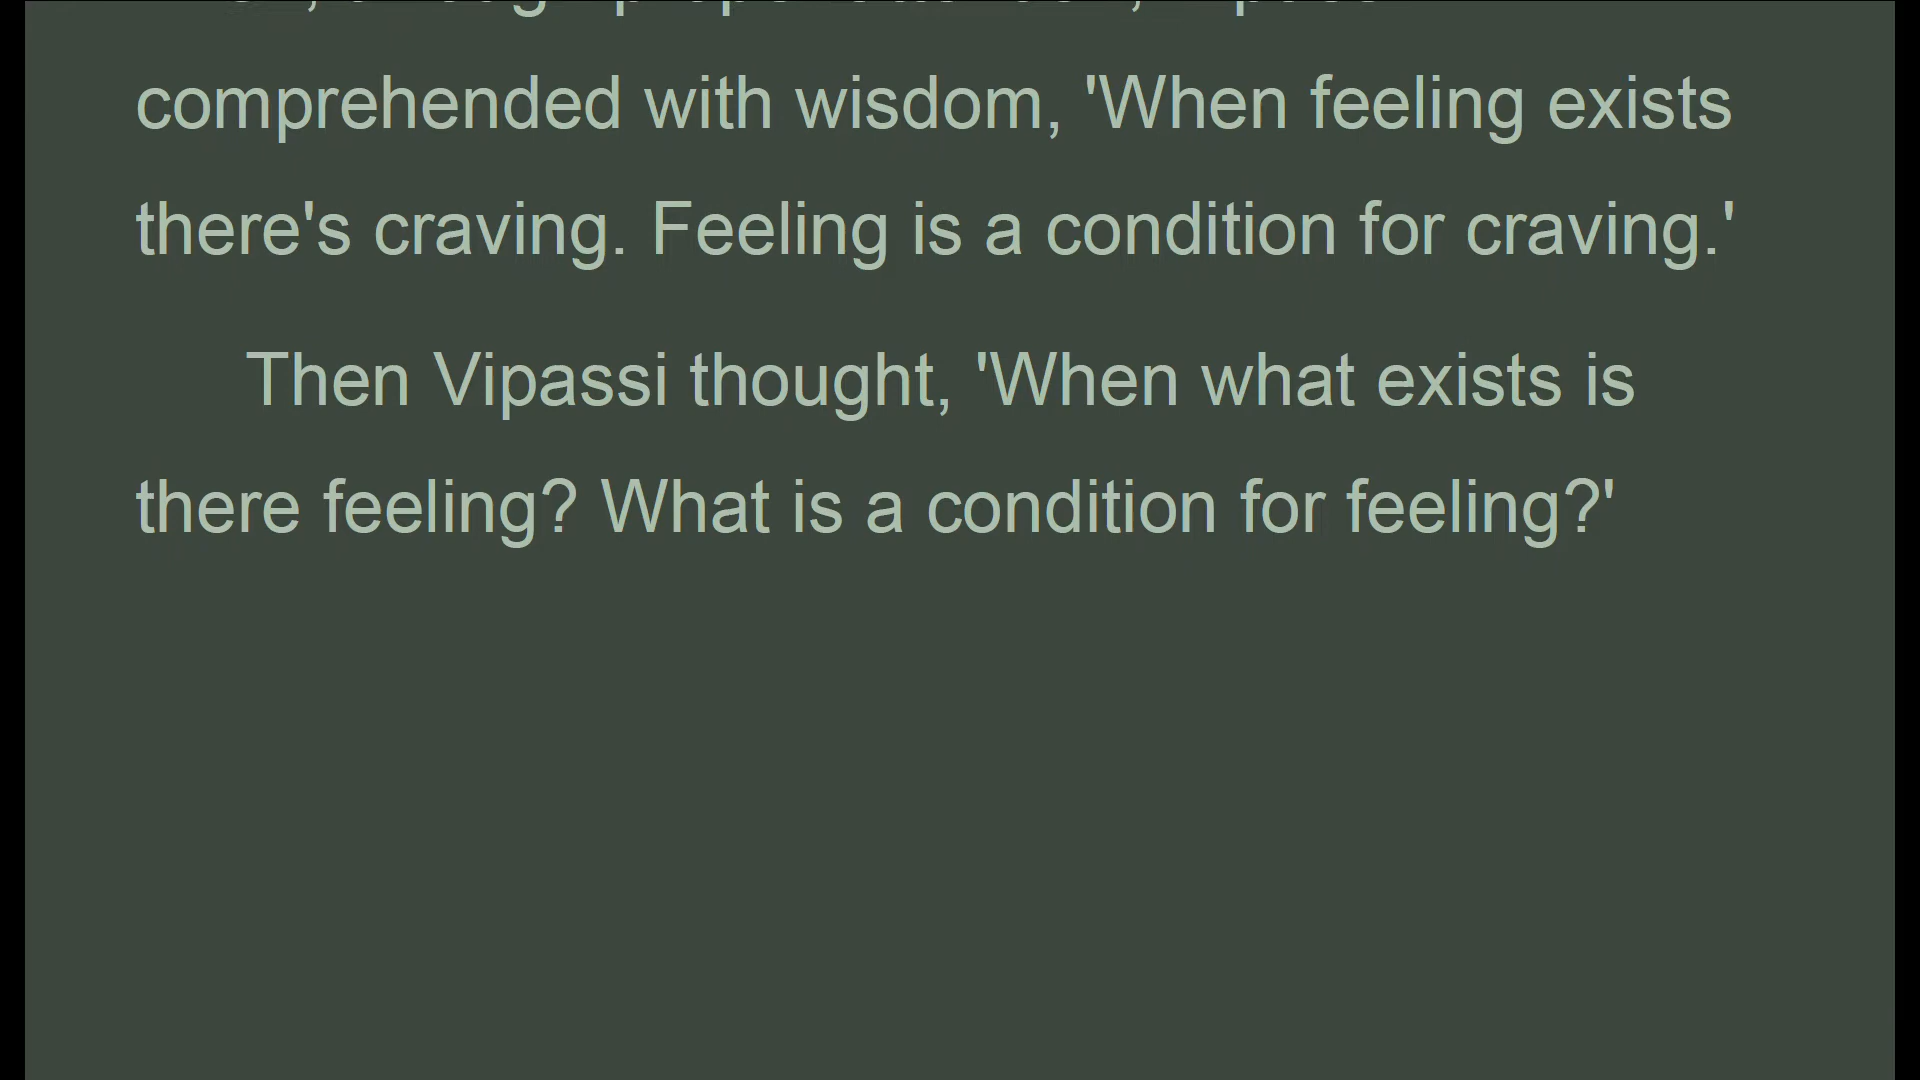 comprehended with wisdom, 'When feeling exists
there's craving. Feeling is a condition for craving.'
Then Vipassi thought, 'When what exists is
there feeling? What is a condition for feeling?'